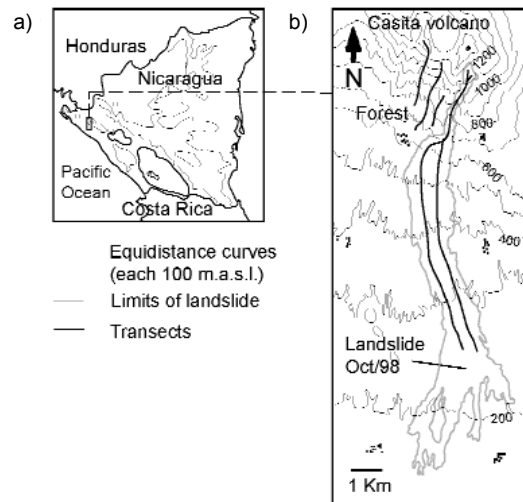 a)
Honduras
Nicaragua
Pacific
Ocean
Costa Rica
Equidistance curves
(each 100 m.a.s.l.)
Limits of landslide
Transects
b)
Casita volcano
N
1200
1000
Forest
800
600
400
Landslide
Oct/98
200
1 Km